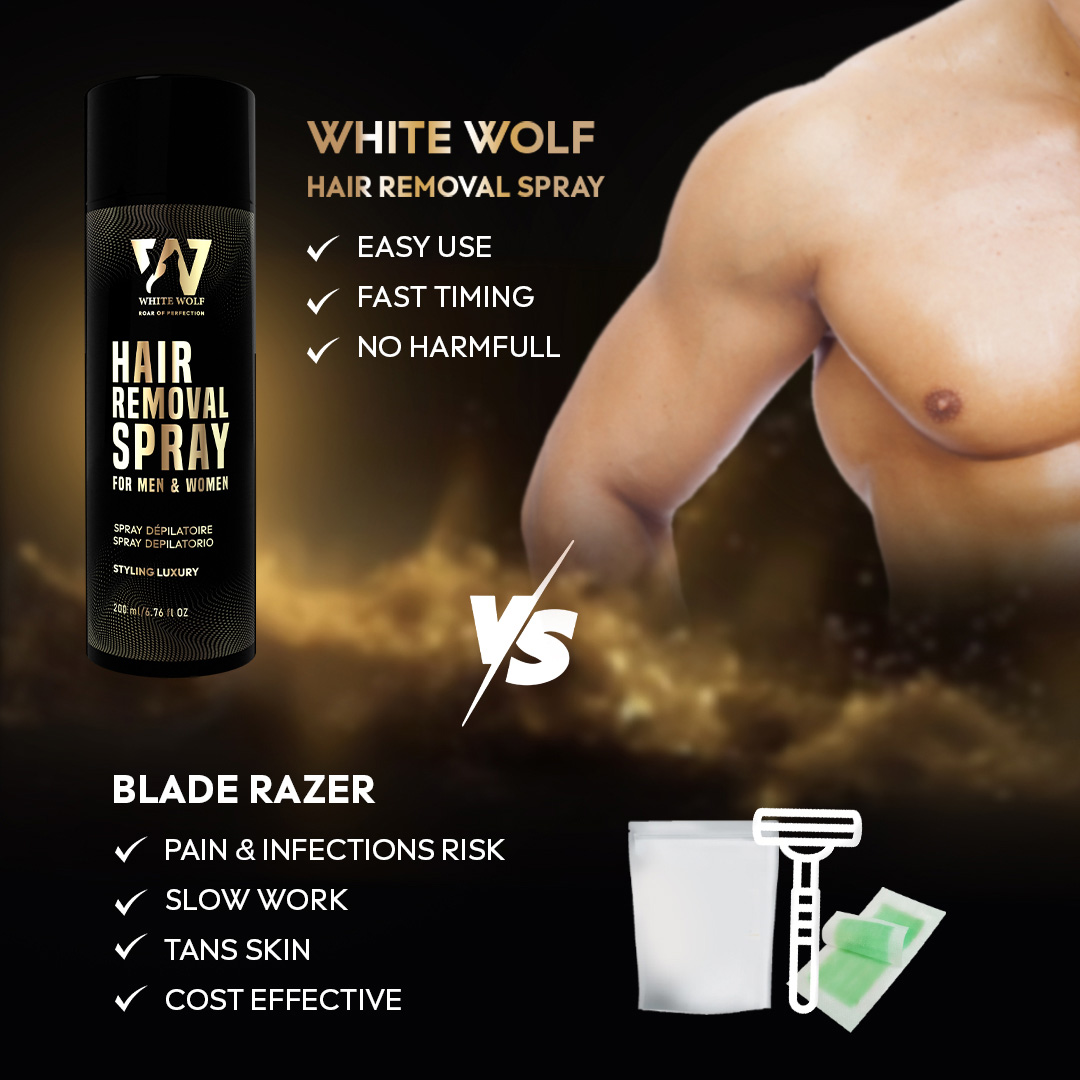 WHITE WOLF
HAIR REMOVAL SPRAY
EASY USE
FAST TIMING
NO HARMFULL
W
WHITE WOLF
ROAR OF PERFECTION
HAIR
REMOVAL
SPRAY
FOR MEN & WOMEN
SPRAY DÉPILATOIRE
SPRAY DEPILATORIO
STYLING LUXURY
200 ml/6.76 fl OZ
VS
BLADE RAZER
PAIN & INFECTIONS RISK
SLOW WORK
TANS SKIN
COST EFFECTIVE